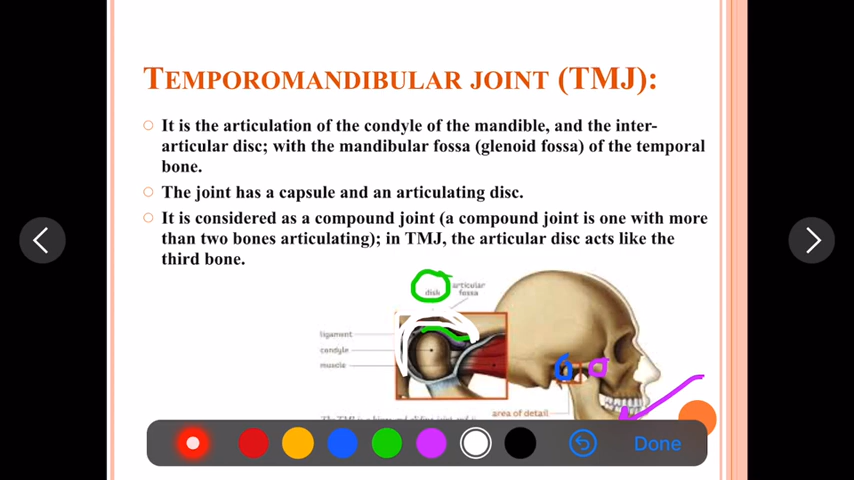 TEMPOROMANDIBULAR JOINT (TMJ):
It is the articulation of the condyle of the mandible, and the inter-
articular disc; with the mandibular fossa (glenoid fossa) of the temporal
bone.
The joint has a capsule and an articulating disc.
It is considered as a compound joint (a compound joint is one with more
than two bones articulating); in TMJ, the articular disc acts like the
third bone.
disk
articular
fossa
ligament
condyle
muscle
area of detail
Done